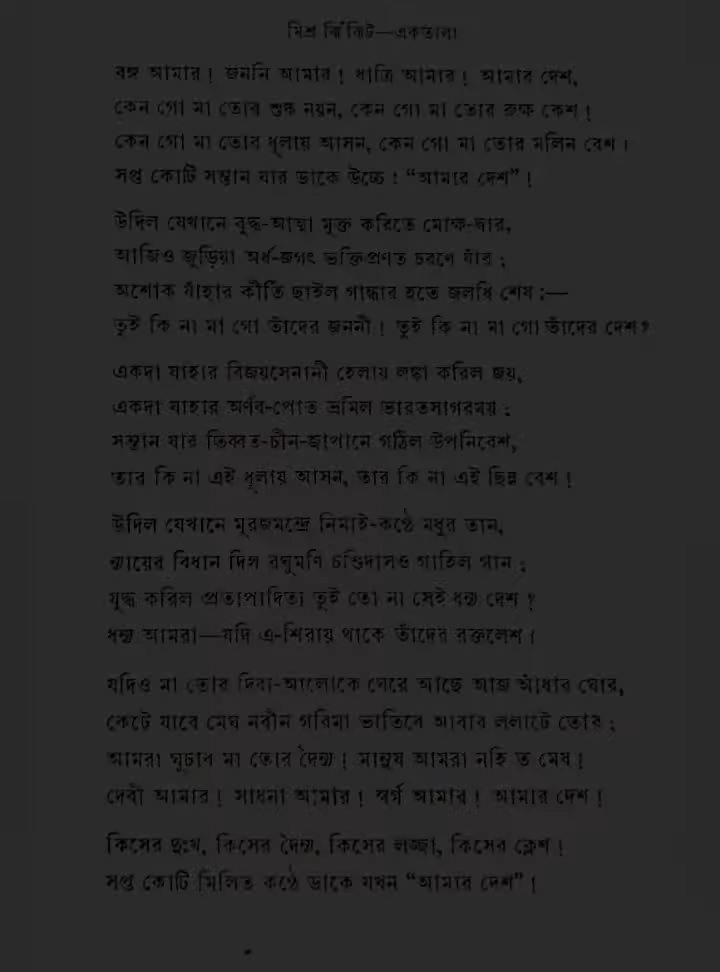 মিশ্র ঝিঁঝিট—একতালা
বঙ্গ আমার! জননি আমার! ধাত্রি আমার! আমার দেশ,
কেন গো মা তোর শুষ্ক নয়ন, কেন গো মা তোর রুক্ষ কেশ!
কেন গো মা তোর ধূলায় আসন, কেন গো মা তোর মলিন বেশ।
সপ্ত কোটি সন্তান যার ডাকে উচ্চে: “আমার দেশ”!
উদিল যেখানে বুদ্ধ-আত্মা মুক্ত করিতে মোক্ষ-দ্বার,
আজিও জুড়িয়া অর্ধ-জগৎ ভক্তিপ্রণত চরণে যাঁর;
অশোক যাঁহার কীর্তি ছাইল গান্ধার হতে জলধি শেষ:—
তুই কি না মা গো তাঁদের জননী! তুই কি না মা গো তাঁদের দেশ?
একদা যাহার বিজয়সেনানী হেলায় লঙ্কা করিল জয়,
একদা যাহার অর্ণব-পোত ভ্রমিল ভারতসাগরময়;
সন্তান যার তিব্বত-চীন-জাপানে গঠিল উপনিবেশ,
তার কি না এই ধূলায় আসন, তার কি না এই ছিন্ন বেশ!
উদিল যেখানে মুরজমন্দ্রে নিমাই-কণ্ঠে মধুর তান,
ন্যায়ের বিধান দিল রঘুমণি চণ্ডিদাসও গাহিল গান;
যুদ্ধ করিল প্রতাপাদিত্য তুই তো না সেই ধন্য দেশ?
ধন্য আমরা—যদি এ-শিরায় থাকে তাঁদের রক্তলেশ।
যদিও মা তোর দিব্য-আলোকে ঘেরে আছে আজ আঁধার ঘোর,
কেটে যাবে মেঘ নবীন গরিমা ভাতিবে আবার ললাটে তোর;
আমরা ঘুচাব মা তোর দৈন্য! মানুষ আমরা নহি ত মেষ!
দেবী আমার! সাধনা আমার! স্বর্গ আমার! আমার দেশ!
কিসের দুঃখ, কিসের দৈন্য, কিসের লজ্জা, কিসের ক্লেশ!
সপ্ত কোটি মিলিত কণ্ঠে ডাকে যখন “আমার দেশ”!